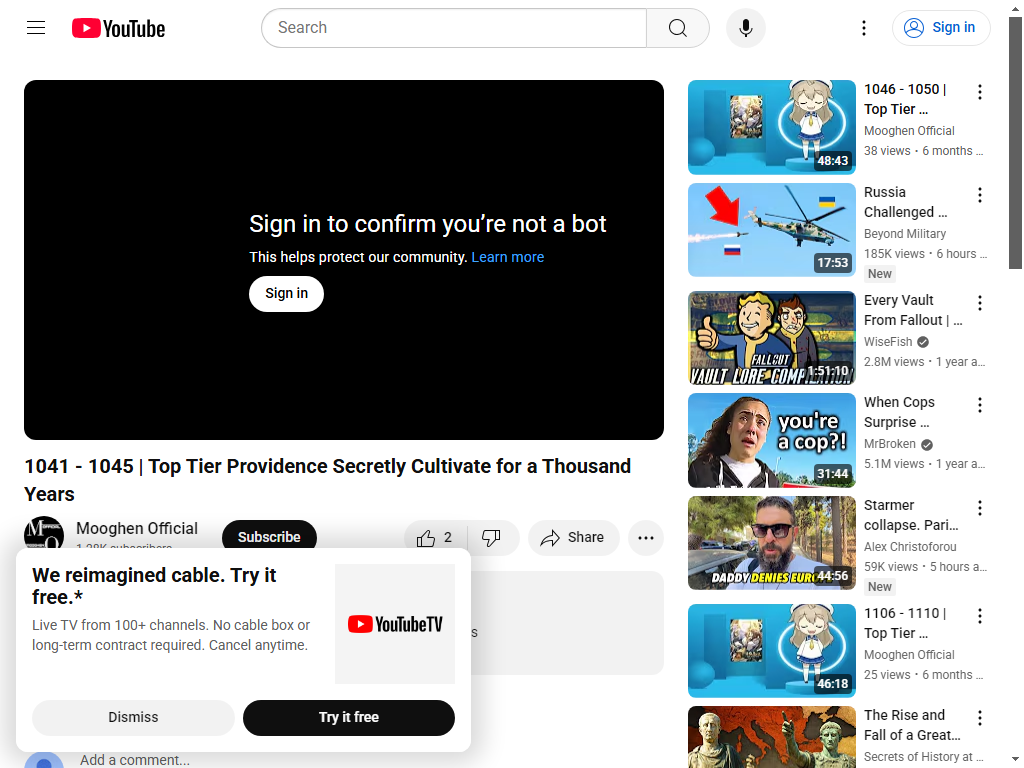 YouTube
Search
Sign in
Sign in to confirm you’re not a bot
This helps protect our community. Learn more
Sign in
1041 - 1045 | Top Tier Providence Secretly Cultivate for a Thousand
Years
Mooghen Official
Subscribe
2
Share
We reimagined cable. Try it
free.*
Live TV from 100+ channels. No cable box or
long-term contract required. Cancel anytime.
YouTubeTV
Dismiss
Try it free
Add a comment...
48:43
1046 - 1050 |
Top Tier ...
Mooghen Official
38 views • 6 months ...
17:53
Russia
Challenged ...
Beyond Military
185K views • 6 hours ...
New
FALLOUT
VAULT LORE
1:51:10
Every Vault
From Fallout | ...
WiseFish
2.8M views • 1 year a...
you're
a cop?!
31:44
When Cops
Surprise ...
MrBroken
5.1M views • 1 year a...
DADDY DENIES
44:56
Starmer
collapse. Pari...
Alex Christoforou
59K views • 5 hours a...
New
46:18
1106 - 1110 |
Top Tier ...
Mooghen Official
25 views • 6 months ...
The Rise and
Fall of a Great...
Secrets of History at ...